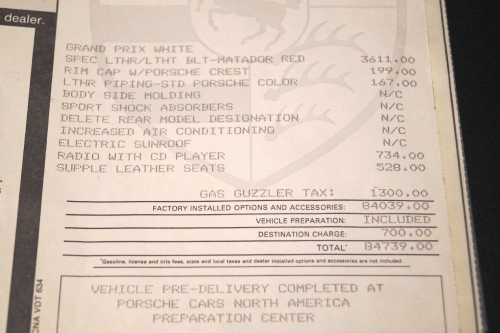 dealer.
GRAND PRIX WHITE
SPEC LTHR/LTHT BLT-MATADOR RED 3611.00
RIM CAP W/PORSCHE CREST 199.00
LTHR PIPING-STD PORSCHE COLOR 167.00
BODY SIDE MOLDING N/C
SPORT SHOCK ABSORBERS N/C
DELETE REAR MODEL DESIGNATION N/C
INCREASED AIR CONDITIONING N/C
ELECTRIC SUNROOF N/C
RADIO WITH CD PLAYER 734.00
SUPPLE LEATHER SEATS 528.00
GAS GUZZLER TAX: 1300.00
FACTORY INSTALLED OPTIONS AND ACCESSORIES: 84039.00
VEHICLE PREPARATION: INCLUDED
DESTINATION CHARGE: 700.00
TOTAL* 84739.00
*Gasoline, license and title fees, state and local taxes and dealer installed options and accessories are not included.
VEHICLE PRE-DELIVERY COMPLETED AT
PORSCHE CARS NORTH AMERICA
PREPARATION CENTER
CNA VDT 634